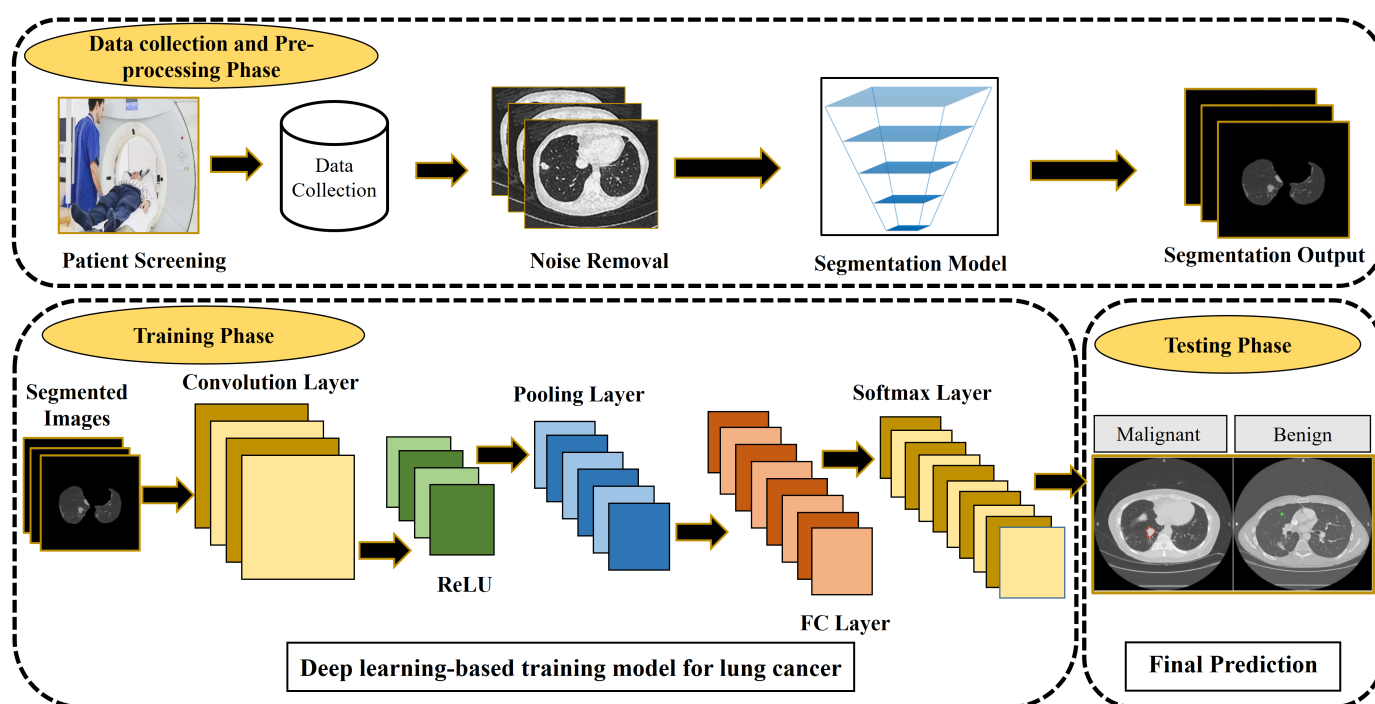 Data collection and Pre-
processing Phase
Data
Collection
Patient Screening
Noise Removal
Segmentation Model
Segmentation Output
Training Phase
Segmented
Images
Convolution Layer
ReLU
Pooling Layer
FC Layer
Softmax Layer
Deep learning-based training model for lung cancer
Testing Phase
Malignant
Benign
Final Prediction